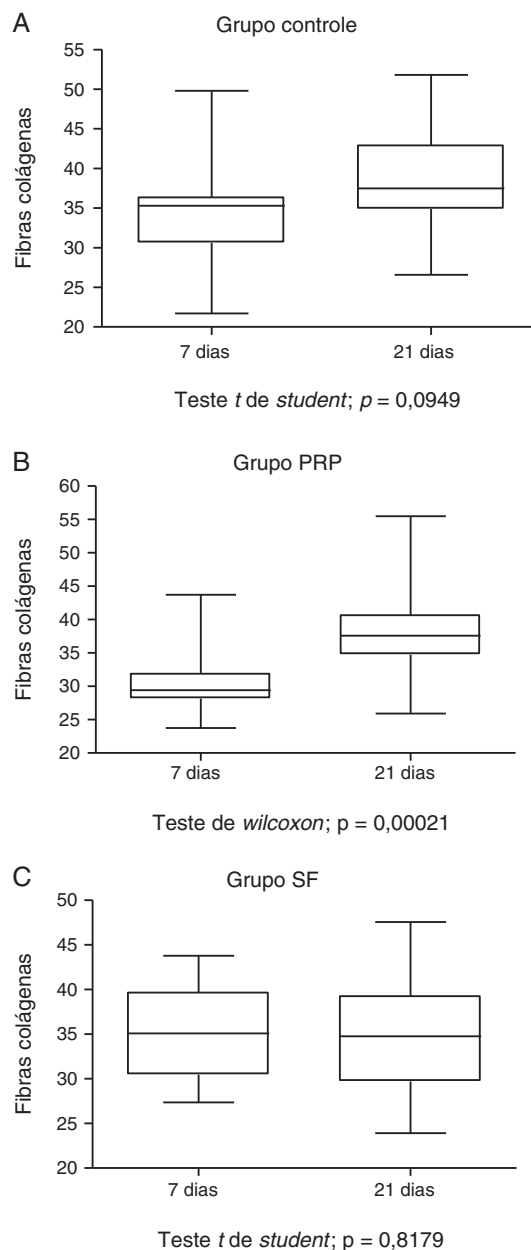 A
Grupo controle
Fibras colágenas
55
50
45
40
35
30
25
20
7 dias
21 dias
Teste t de student; p = 0,0949
B
Grupo PRP
Fibras colágenas
60
55
50
45
40
35
30
25
20
7 dias
21 dias
Teste de wilcoxon; p = 0,00021
C
Grupo SF
Fibras colágenas
50
45
40
35
30
25
20
7 dias
21 dias
Teste t de student; p = 0,8179